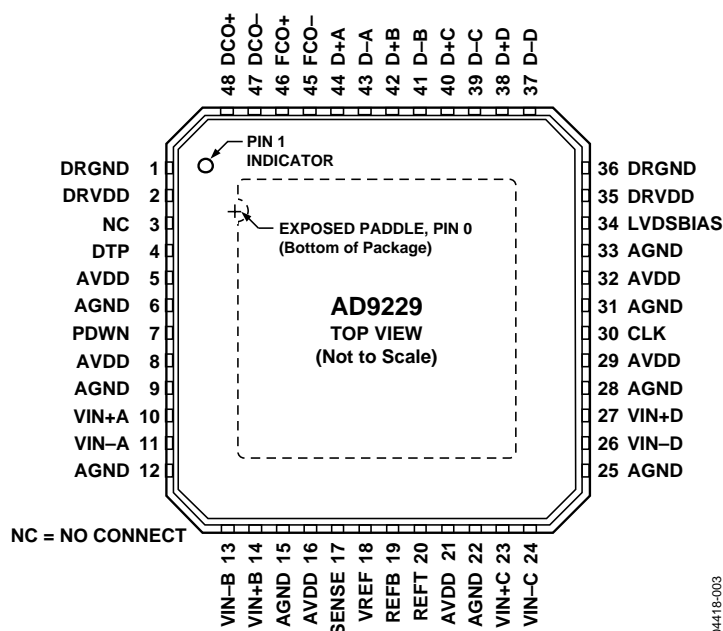 48 DCO+
47 DCO–
46 FCO+
45 FCO–
44 D+A
43 D–A
42 D+B
41 D–B
40 D+C
39 D–C
38 D+D
37 D–D
PIN 1
INDICATOR
EXPOSED PADDLE, PIN 0
(Bottom of Package)
AD9229
TOP VIEW
(Not to Scale)
DRGND 1
DRVDD 2
NC 3
DTP 4
AVDD 5
AGND 6
PDWN 7
AVDD 8
AGND 9
VIN+A 10
VIN–A 11
AGND 12
36 DRGND
35 DRVDD
34 LVDSBIAS
33 AGND
32 AVDD
31 AGND
30 CLK
29 AVDD
28 AGND
27 VIN+D
26 VIN–D
25 AGND
NC = NO CONNECT
VIN–B 13
VIN+B 14
AGND 15
AVDD 16
SENSE 17
VREF 18
REFB 19
REFT 20
AVDD 21
AGND 22
VIN+C 23
VIN–C 24
04418-003